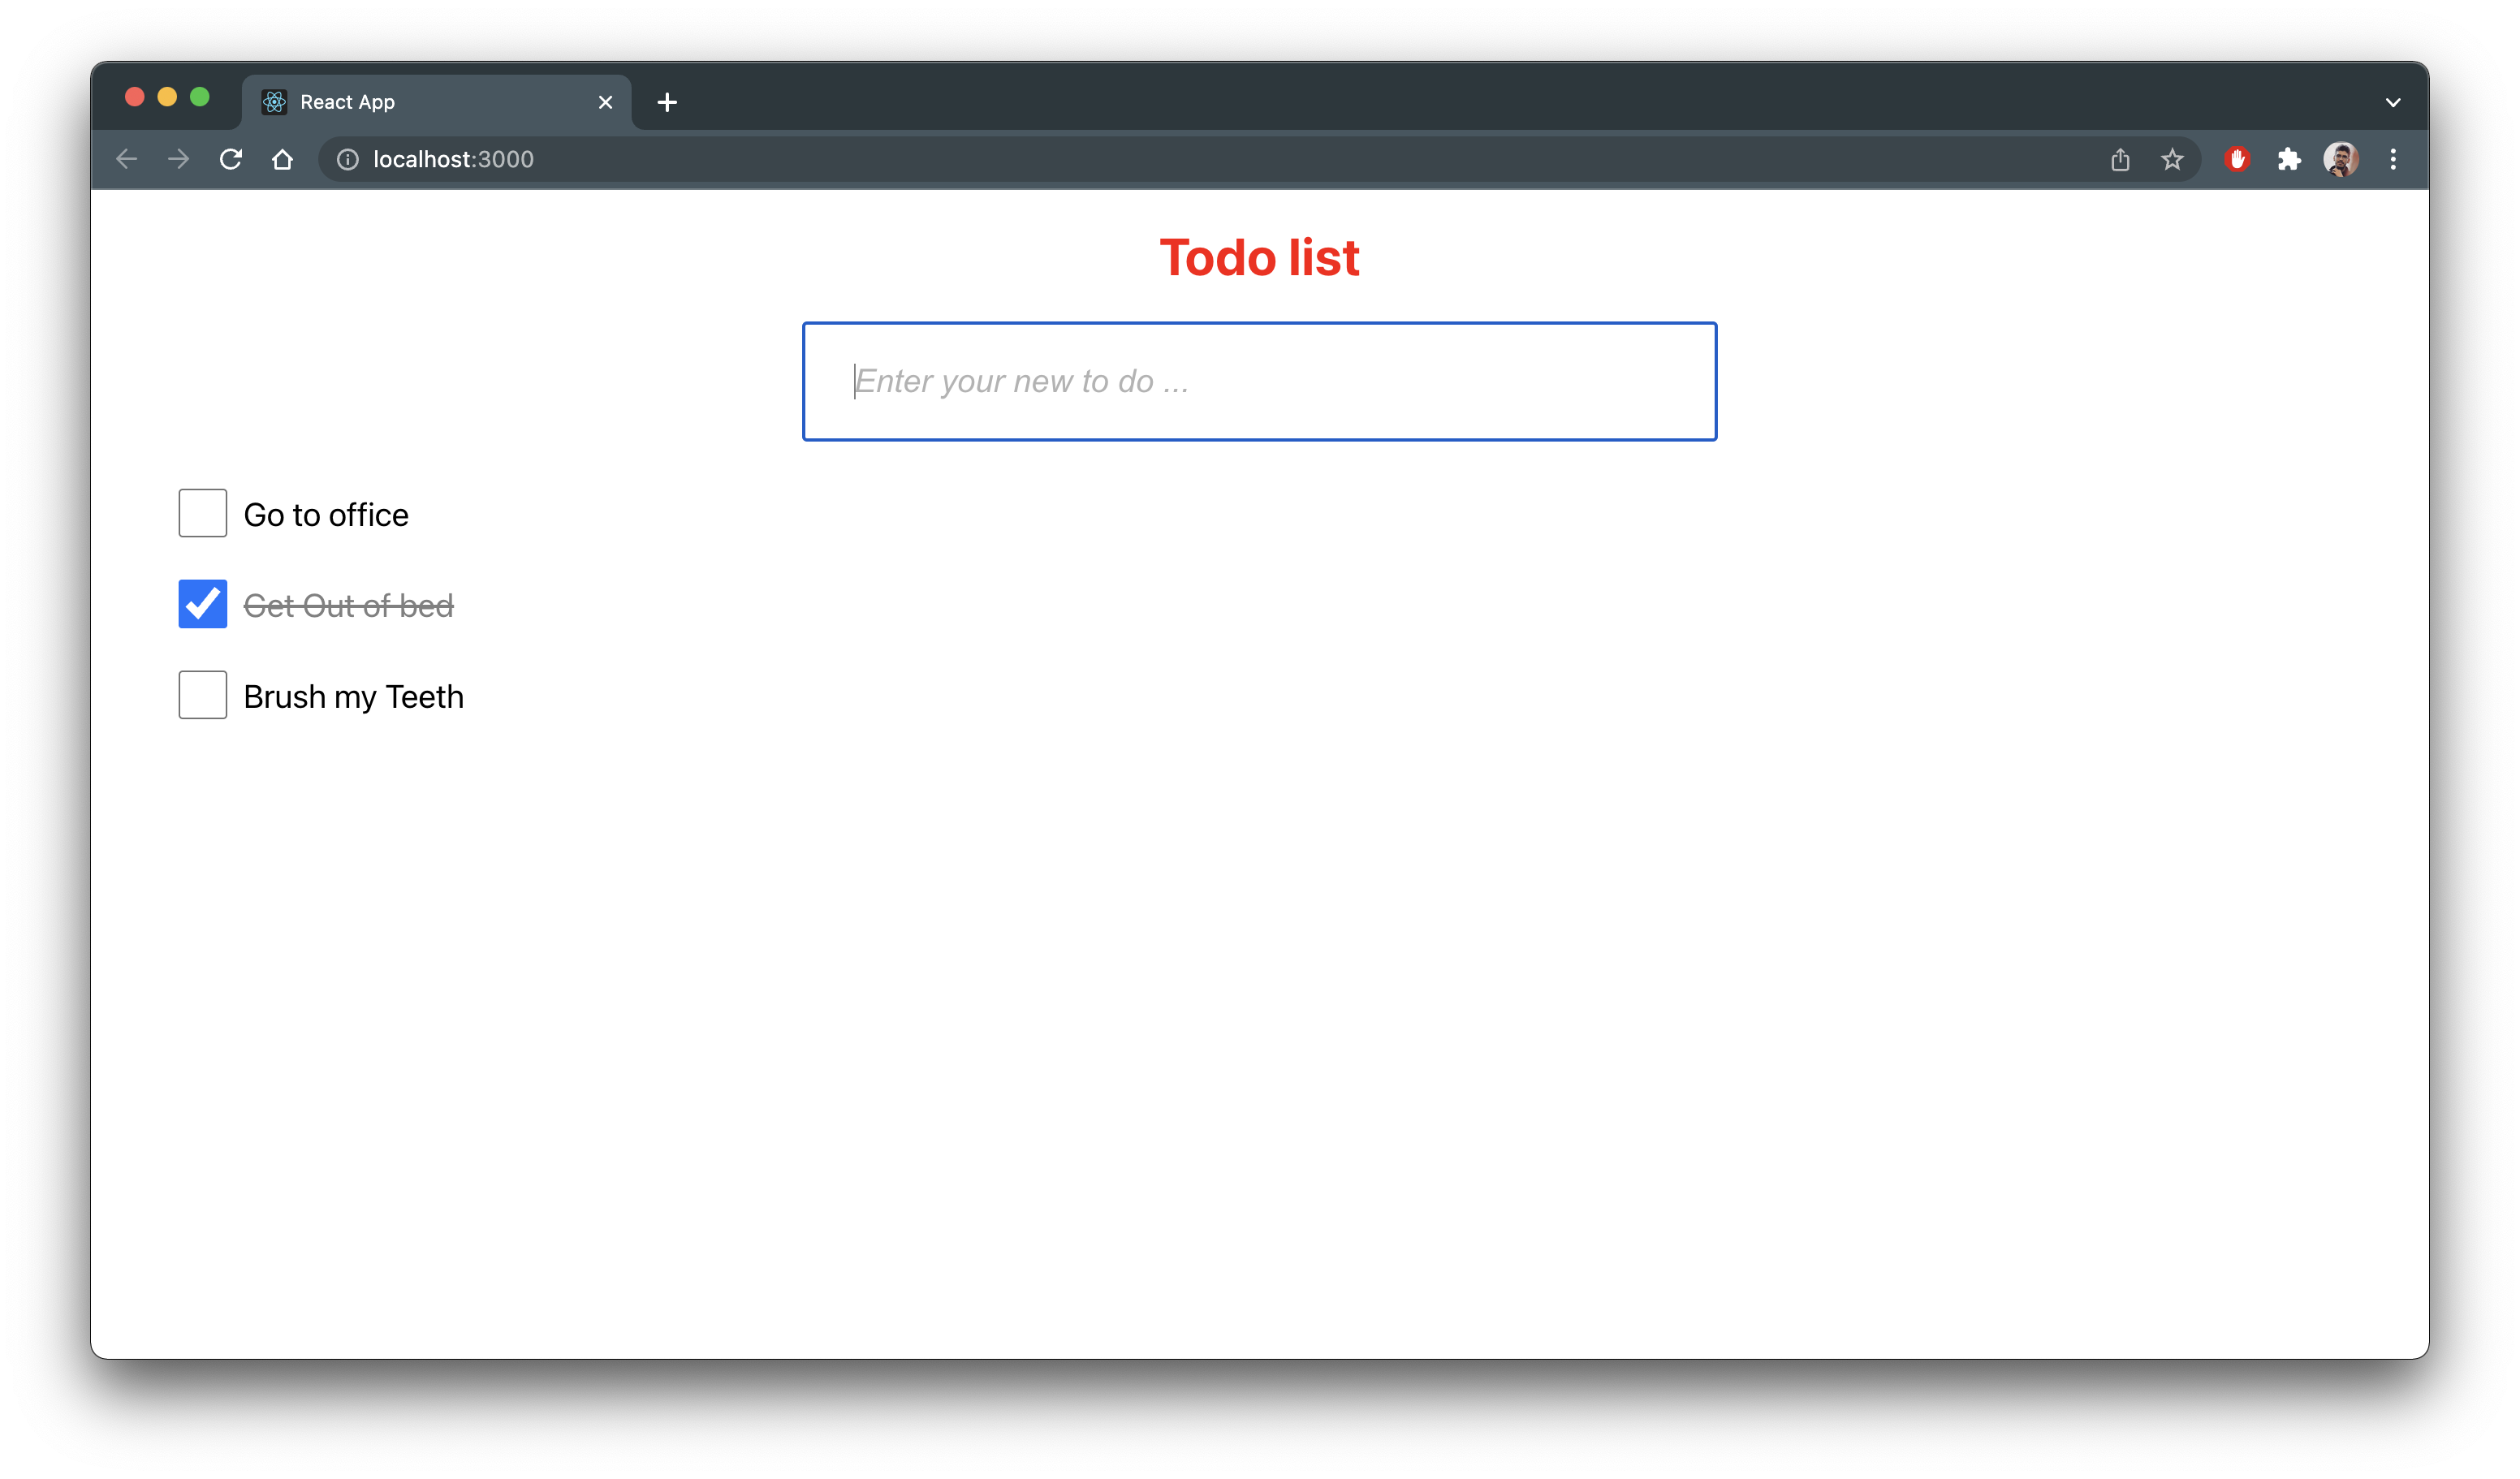 React App
localhost:3000
Todo list
Enter your new to do ...
Go to office
Get Out of bed
Brush my Teeth